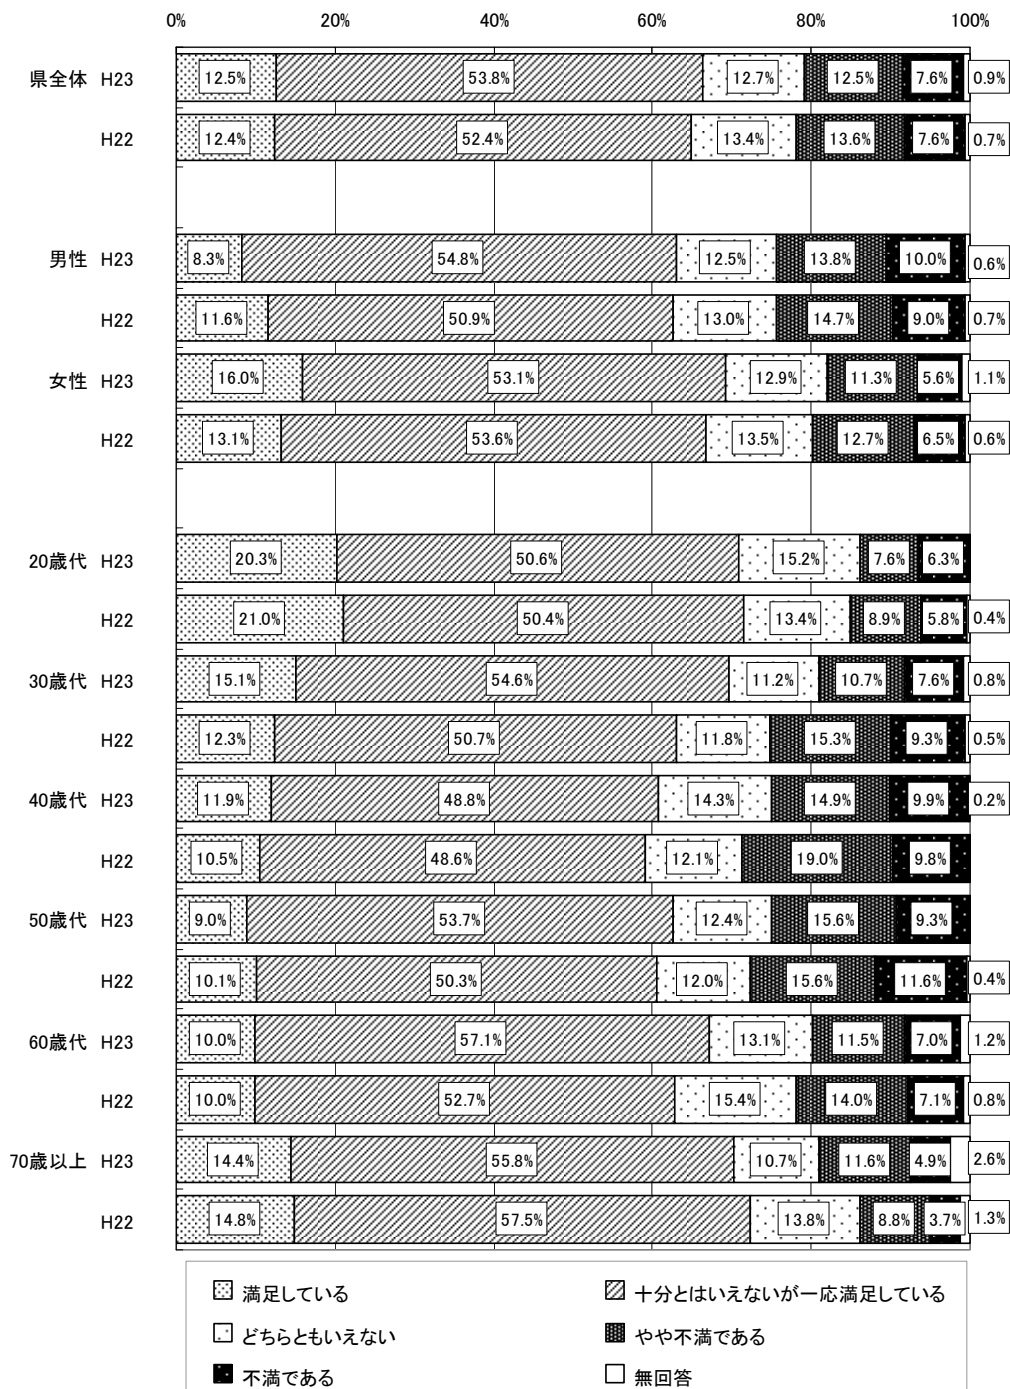 0% 20% 40% 60% 80% 100%
県全体 H23 12.5% 53.8% 12.7% 12.5% 7.6% 0.9%
H22 12.4% 52.4% 13.4% 13.6% 7.6% 0.7%
男性 H23 8.3% 54.8% 12.5% 13.8% 10.0% 0.6%
H22 11.6% 50.9% 13.0% 14.7% 9.0% 0.7%
女性 H23 16.0% 53.1% 12.9% 11.3% 5.6% 1.1%
H22 13.1% 53.6% 13.5% 12.7% 6.5% 0.6%
20歳代 H23 20.3% 50.6% 15.2% 7.6% 6.3%
H22 21.0% 50.4% 13.4% 8.9% 5.8% 0.4%
30歳代 H23 15.1% 54.6% 11.2% 10.7% 7.6% 0.8%
H22 12.3% 50.7% 11.8% 15.3% 9.3% 0.5%
40歳代 H23 11.9% 48.8% 14.3% 14.9% 9.9% 0.2%
H22 10.5% 48.6% 12.1% 19.0% 9.8%
50歳代 H23 9.0% 53.7% 12.4% 15.6% 9.3%
H22 10.1% 50.3% 12.0% 15.6% 11.6% 0.4%
60歳代 H23 10.0% 57.1% 13.1% 11.5% 7.0% 1.2%
H22 10.0% 52.7% 15.4% 14.0% 7.1% 0.8%
70歳以上 H23 14.4% 55.8% 10.7% 11.6% 4.9% 2.6%
H22 14.8% 57.5% 13.8% 8.8% 3.7% 1.3%
満足している 十分とはいえないが一応満足している
どちらともいえない やや不満である
不満である 無回答